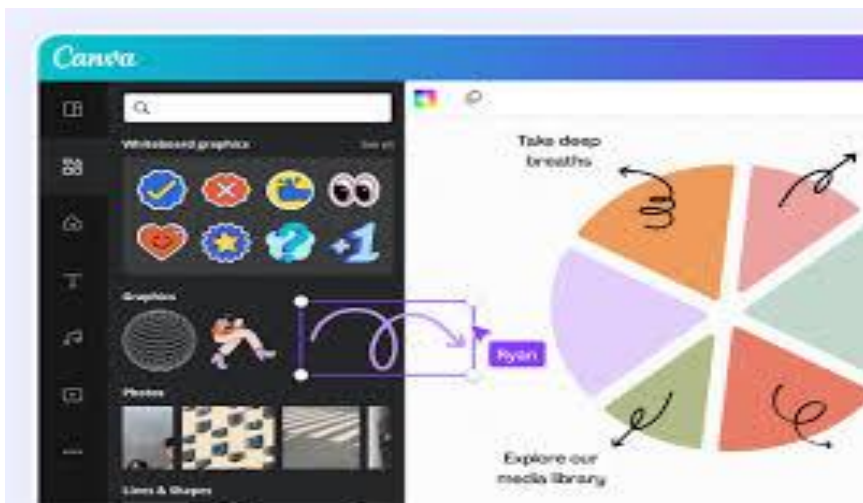 Canva
Whiteboard graphics
See all
+1
Graphics
Ryan
Photos
Lines & Shapes
Take deep
breaths
Explore our
media library